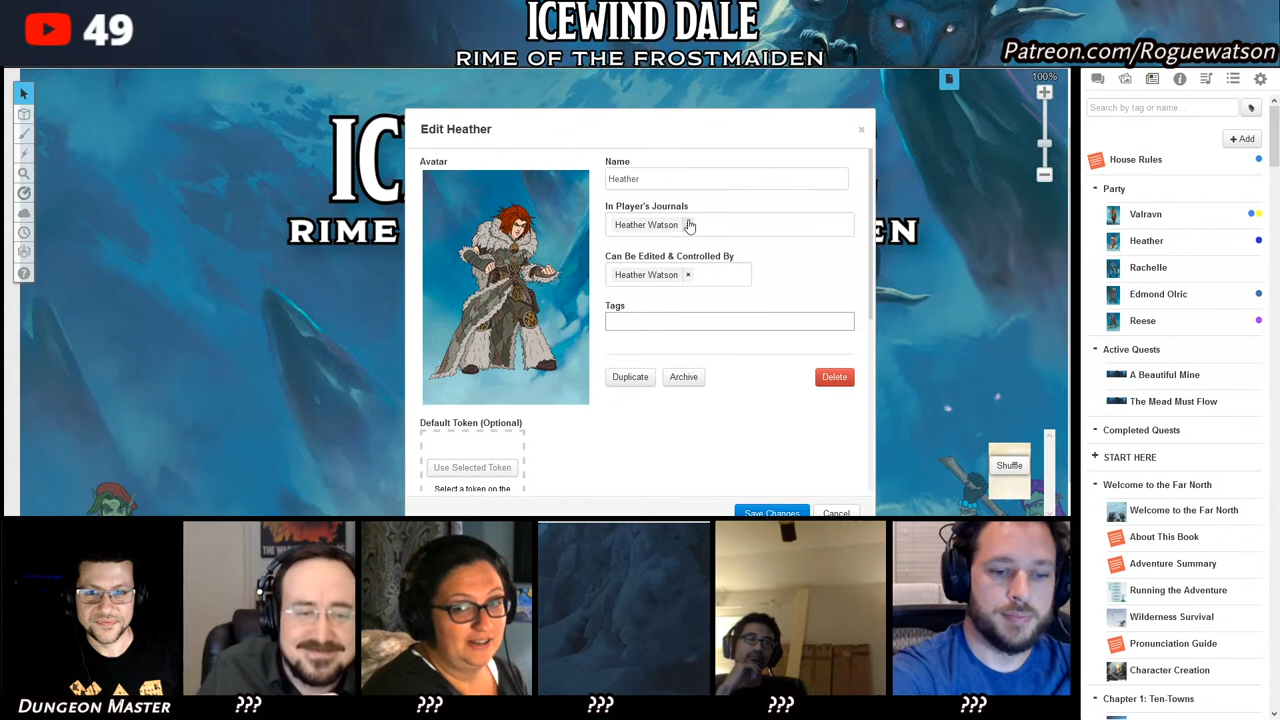 49
ICEWIND DALE
RIME OF THE FROSTMAIDEN
Patreon.com/Roguewatson
100%
Search by tag or name...
+ Add
House Rules
Party
Valravn
Heather
Rachelle
Edmond Olric
Reese
Active Quests
A Beautiful Mine
The Mead Must Flow
Completed Quests
START HERE
Welcome to the Far North
Welcome to the Far North
About This Book
Adventure Summary
Running the Adventure
Wilderness Survival
Pronunciation Guide
Character Creation
Chapter 1: Ten-Towns
IC
RIME
EN
Edit Heather
×
Avatar
Name
Heather
In Player's Journals
Heather Watson
Can Be Edited & Controlled By
Heather Watson ×
Tags
Duplicate
Archive
Delete
Default Token (Optional)
Use Selected Token
Select a token on the
Save Changes
Cancel
Shuffle
DUNGEON MASTER
???
???
???
???
???